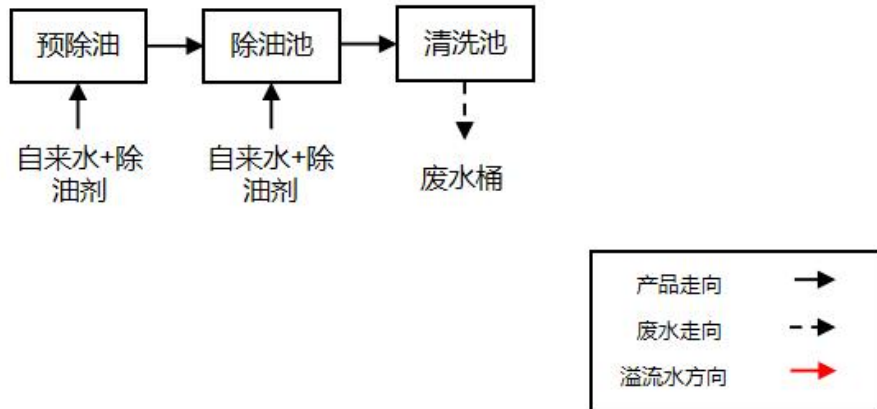 预除油
除油池
清洗池
自来水+除
油剂
自来水+除
油剂
废水桶
产品走向
废水走向
溢流水方向